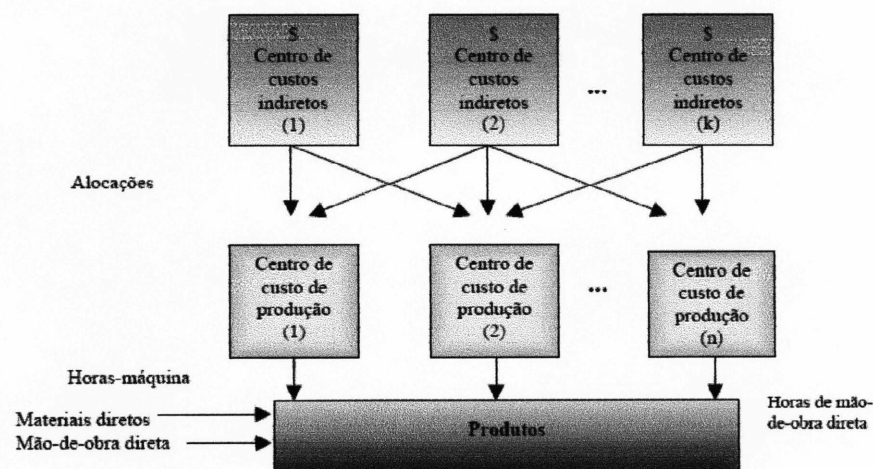 $
Centro de
custos
indiretos
(1)
$
Centro de
custos
indiretos
(2)
...
$
Centro de
custos
indiretos
(k)
Alocações
Centro de
custo de
produção
(1)
Centro de
custo de
produção
(2)
...
Centro de
custo de
produção
(n)
Horas-máquina
Materiais diretos
Mão-de-obra direta
Produtos
Horas de mão-
de-obra direta